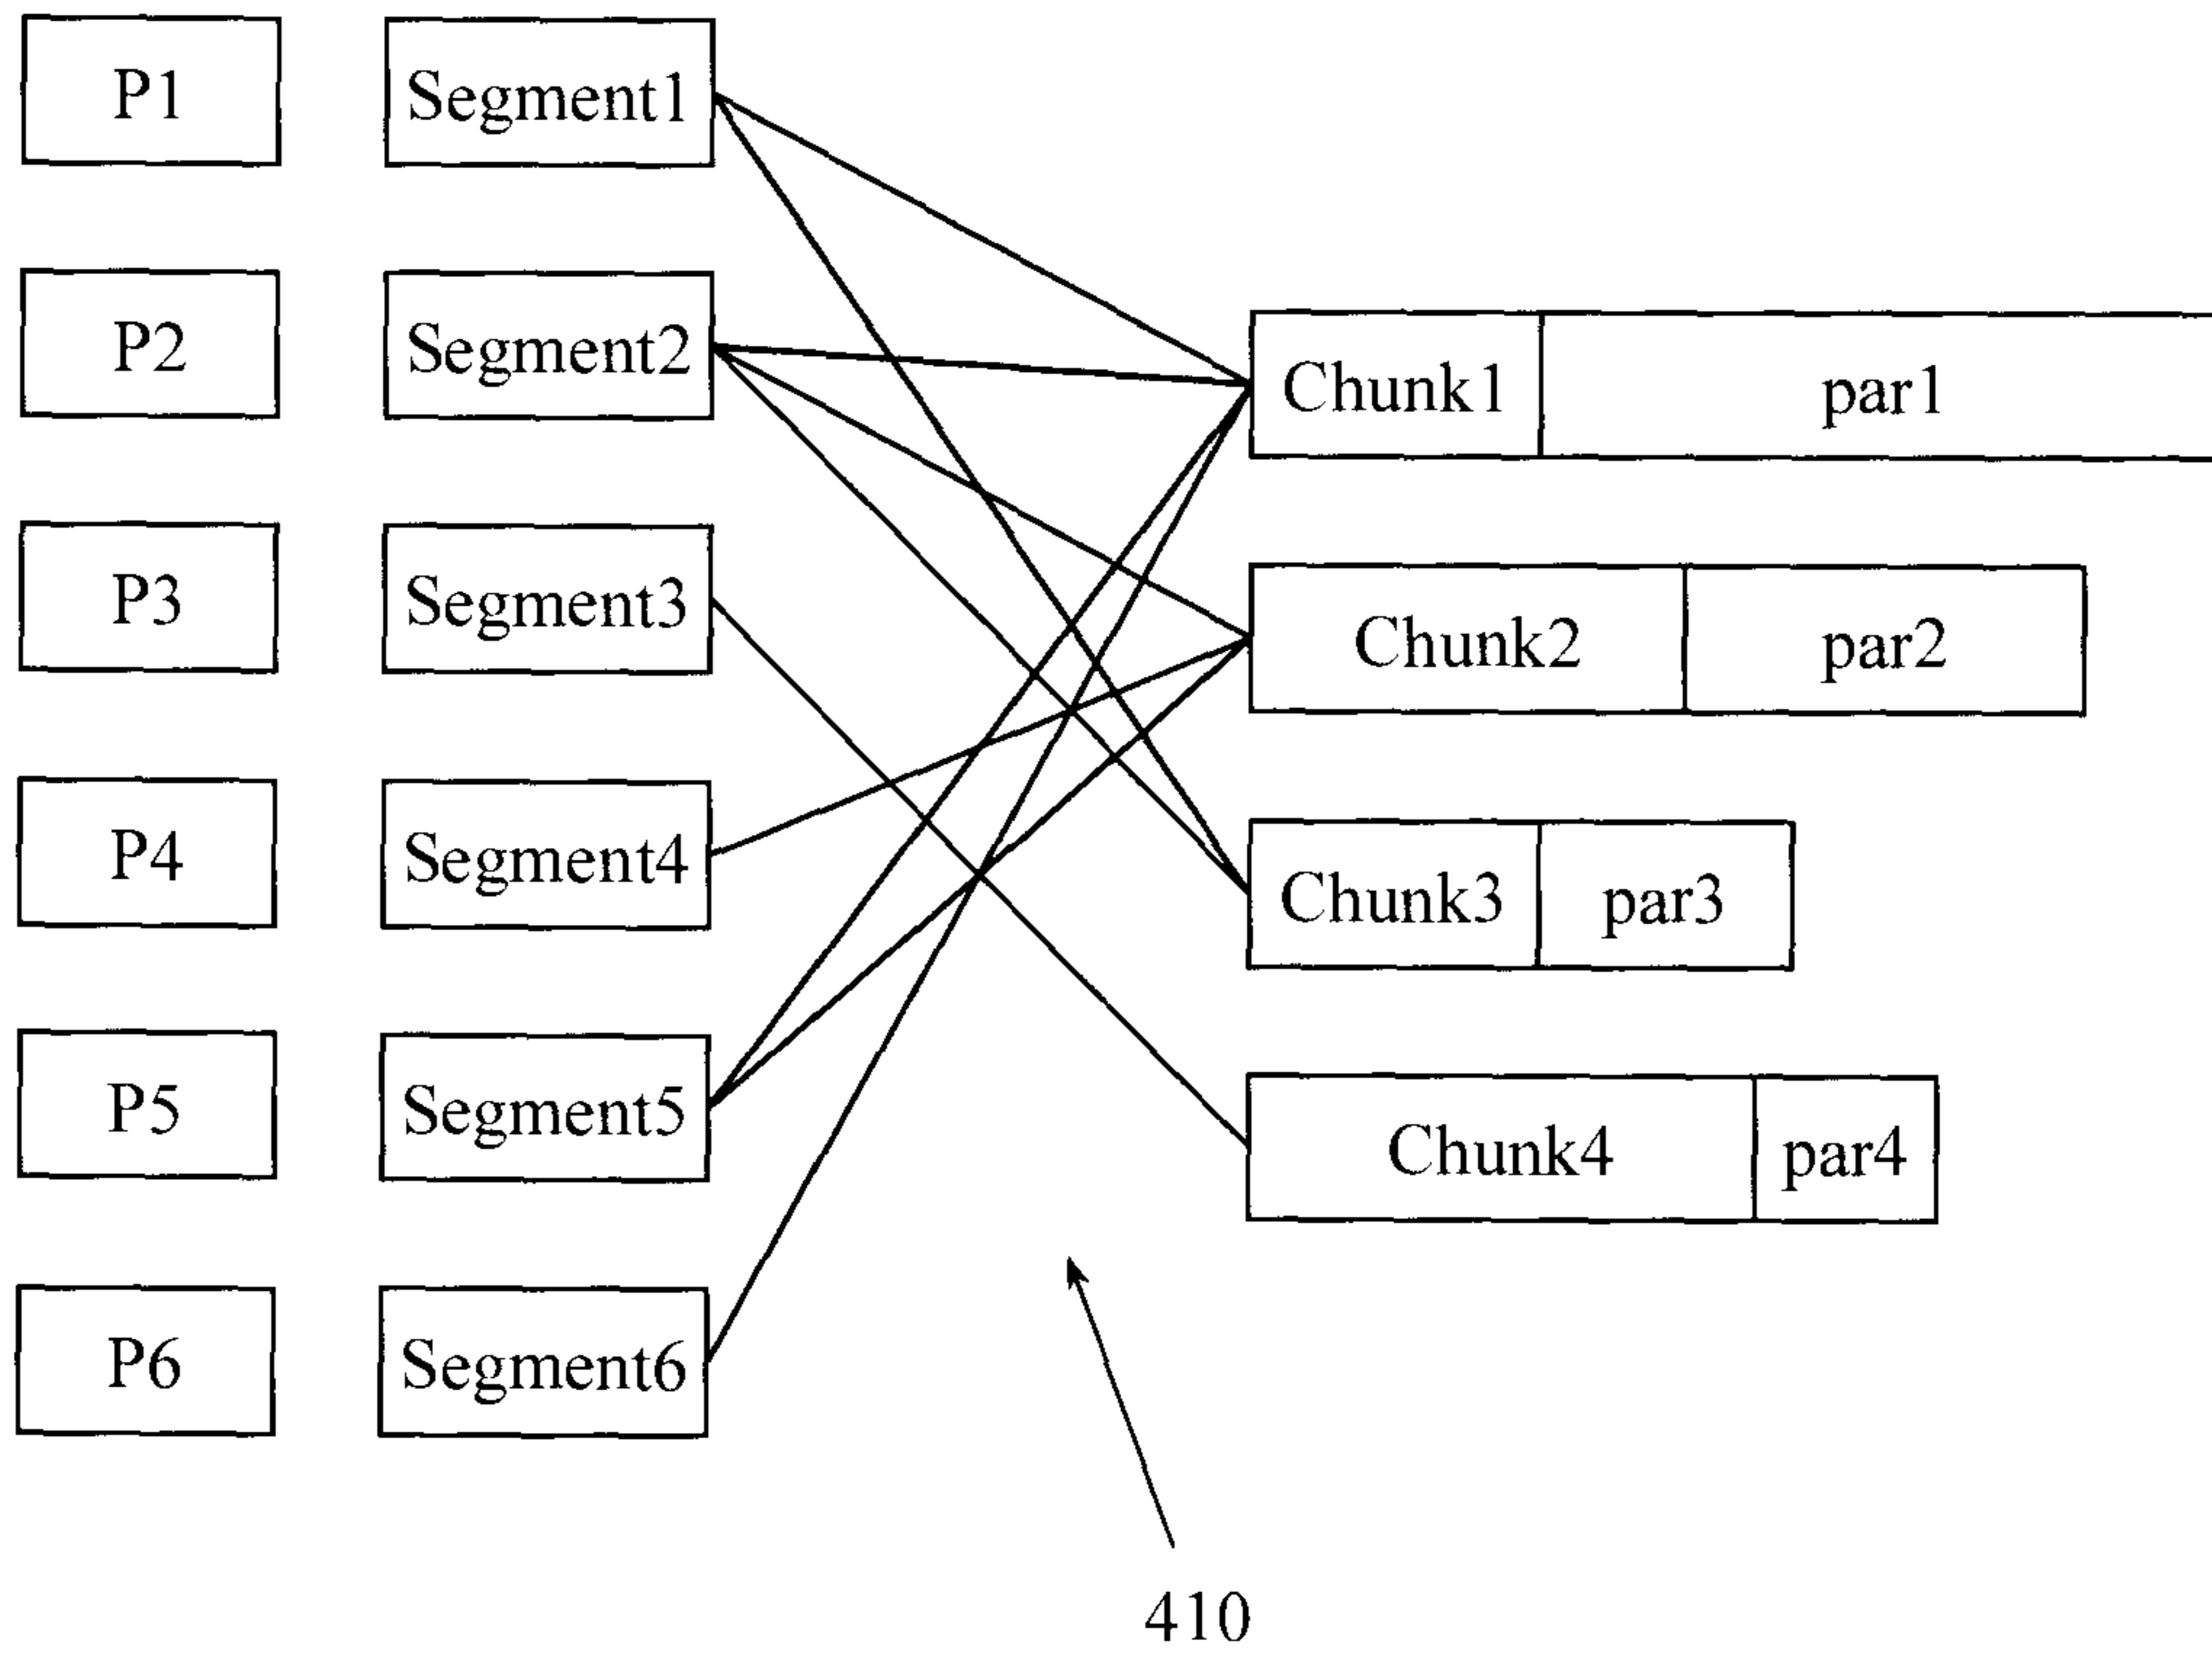 P1 Segment1
P2 Segment2
Chunk1 par1
P3 Segment3
Chunk2 par2
P4 Segment4
Chunk3 par3
P5 Segment5
Chunk4 par4
P6 Segment6
410